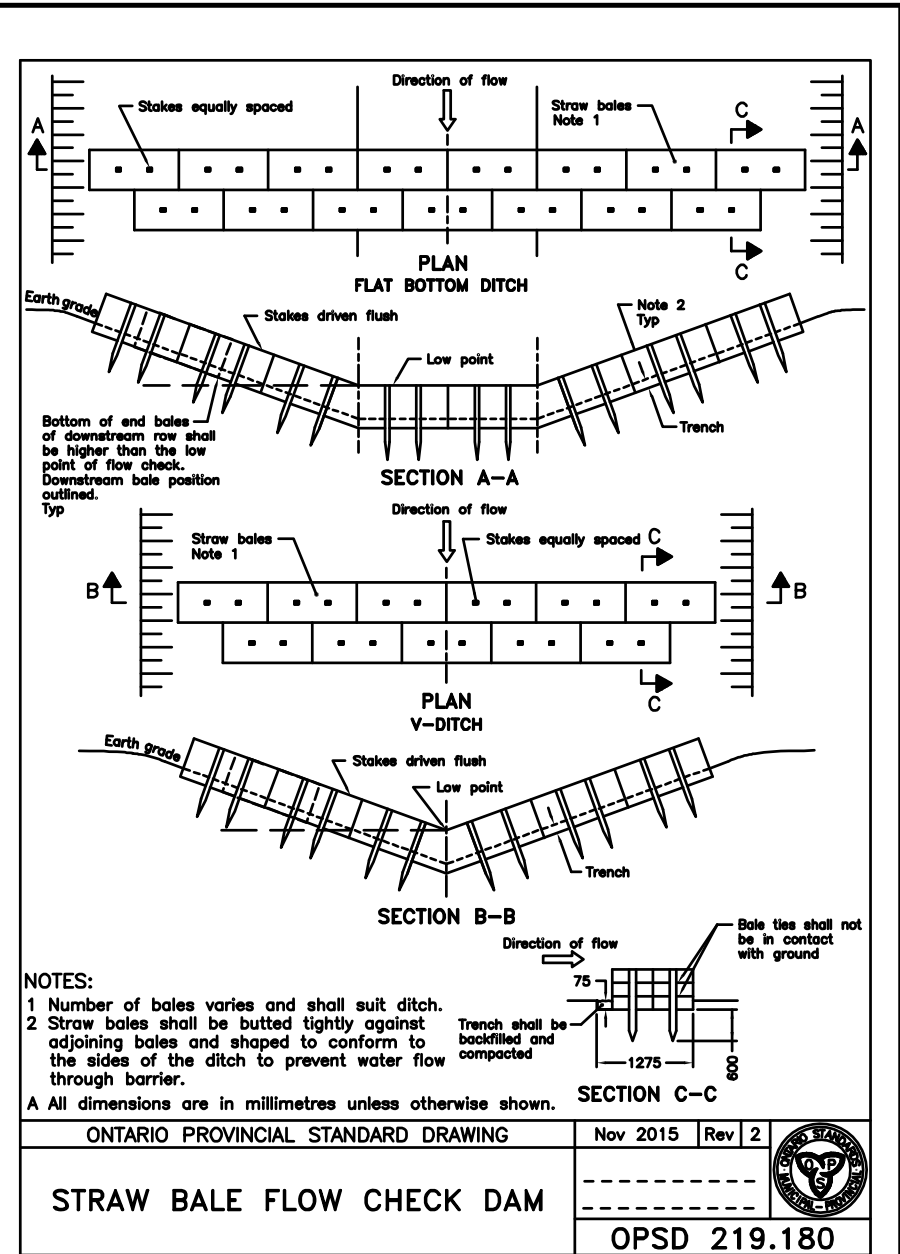 Direction of flow
Stakes equally spaced
Straw bales
Note 1
C
A
A
C
PLAN
FLAT BOTTOM DITCH
Earth grade
Stakes driven flush
Note 2
Typ
Low point
Trench
Bottom of end bales
of downstream row shall
be higher than the low
point of flow check.
Downstream bale position
outlined.
Typ
SECTION A-A
Direction of flow
Straw bales
Note 1
Stakes equally spaced
C
B
B
C
PLAN
V-DITCH
Earth grade
Stakes driven flush
Low point
Trench
SECTION B-B
Bale ties shall not
be in contact
with ground
Direction of flow
75
Trench shall be
backfilled and
compacted
1275
600
SECTION C-C
NOTES:
1 Number of bales varies and shall suit ditch.
2 Straw bales shall be butted tightly against
adjoining bales and shaped to conform to
the sides of the ditch to prevent water flow
through barrier.
A All dimensions are in millimetres unless otherwise shown.
ONTARIO PROVINCIAL STANDARD DRAWING
Nov 2015
Rev
2
STRAW BALE FLOW CHECK DAM
ONTARIO STANDARDS
MUNICIPAL-PROVINCIAL
O P
S
OPSD 219.180